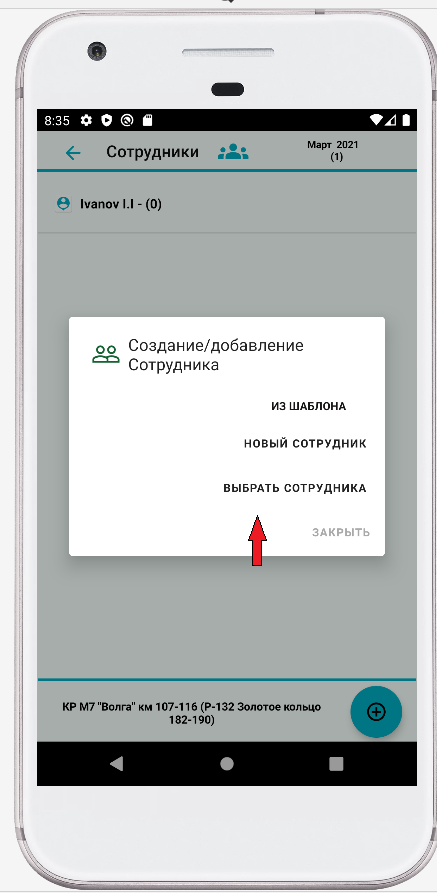 8:35
Сотрудники
Март 2021
(1)
Ivanov I.I - (0)
Создание/добавление
Сотрудника
ИЗ ШАБЛОНА
НОВЫЙ СОТРУДНИК
ВЫБРАТЬ СОТРУДНИКА
ЗАКРЫТЬ
КР М7 "Волга" км 107-116 (Р-132 Золотое кольцо
182-190)